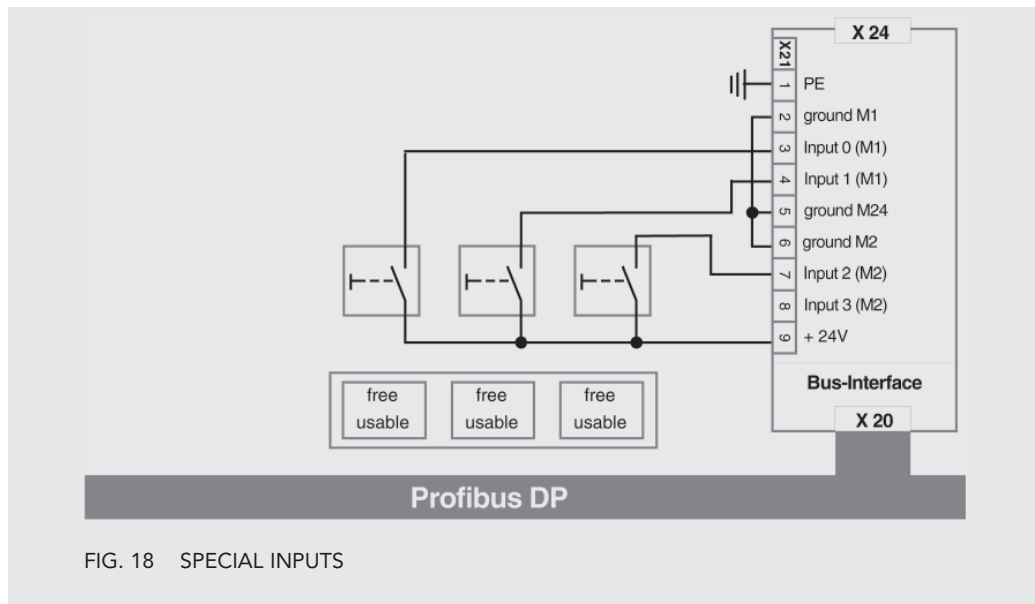 X 24
X21
1 PE
2 ground M1
3 Input 0 (M1)
4 Input 1 (M1)
5 ground M24
6 ground M2
7 Input 2 (M2)
8 Input 3 (M2)
9 + 24V
Bus-Interface
X 20
free
usable
free
usable
free
usable
Profibus DP
FIG. 18 SPECIAL INPUTS